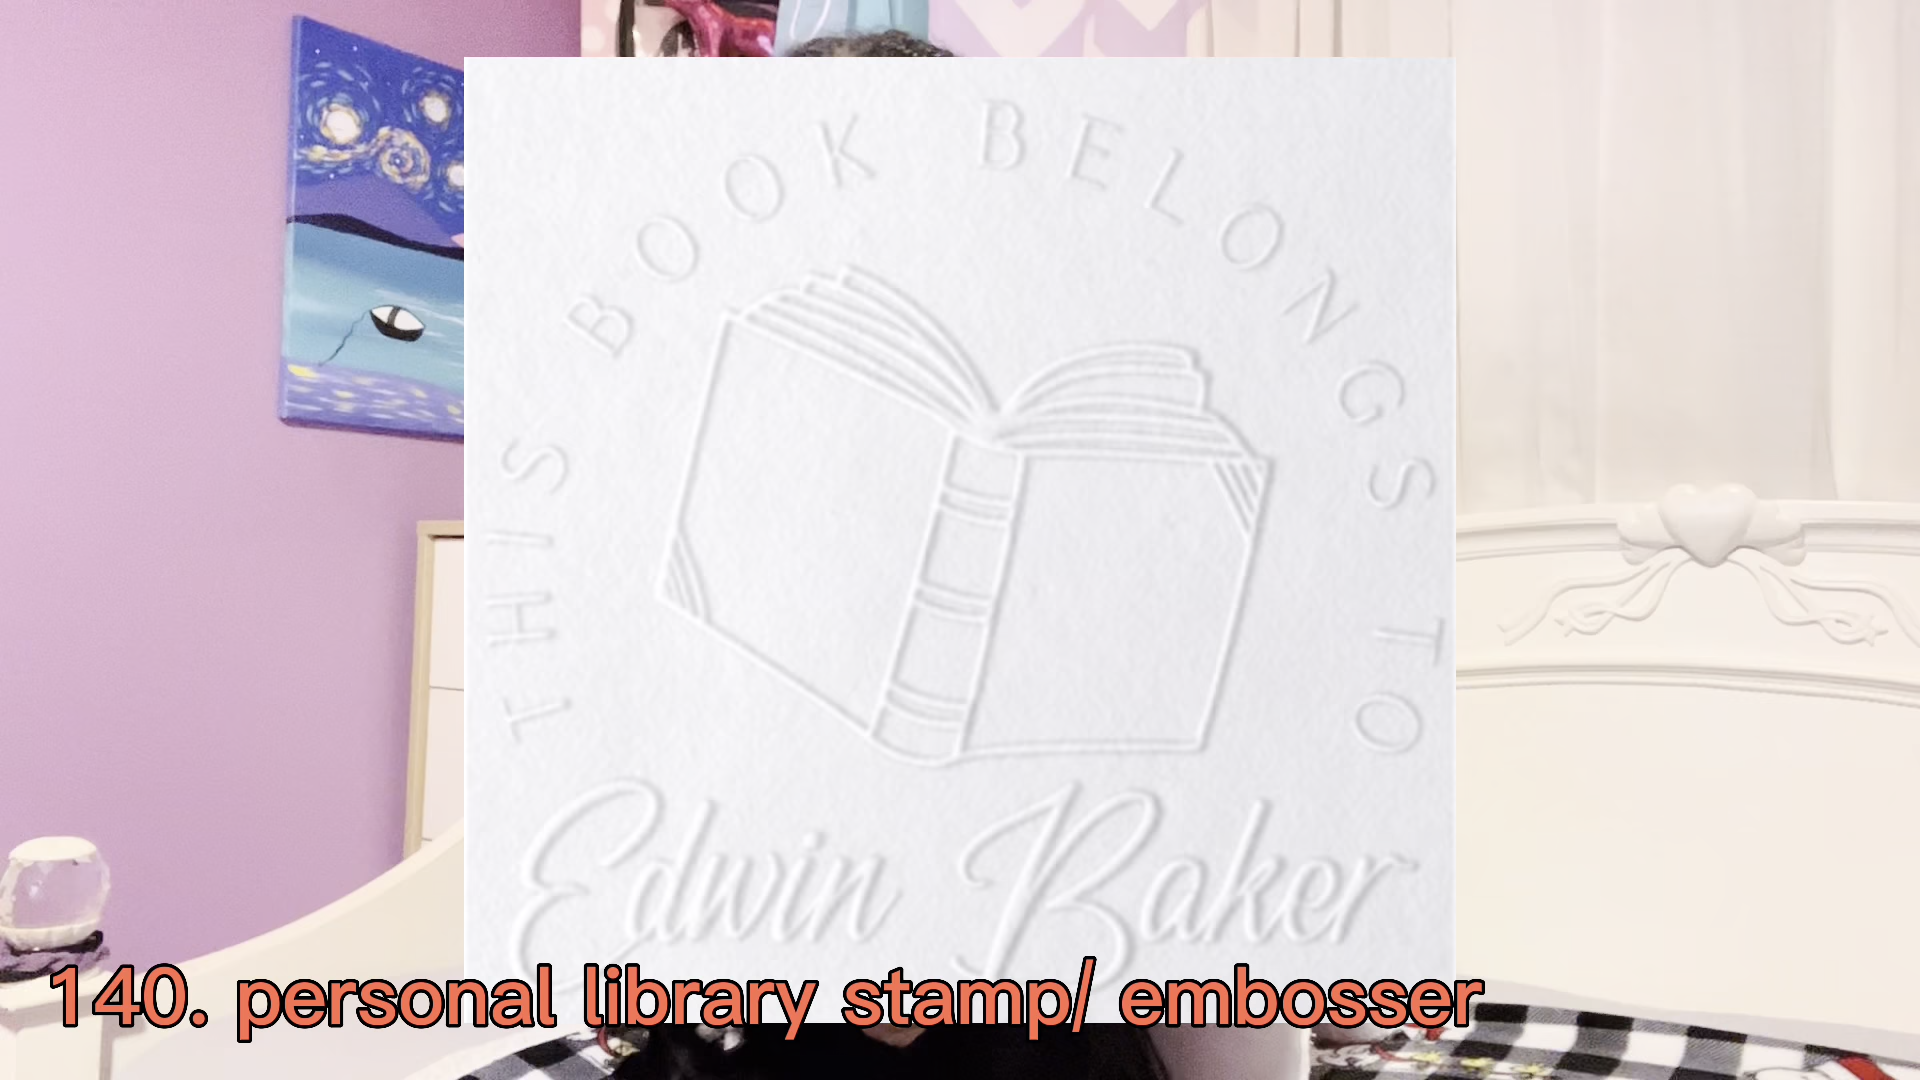 THIS BOOK BELONGS TO
Edwin Baker
140. personal library stamp/ embosser